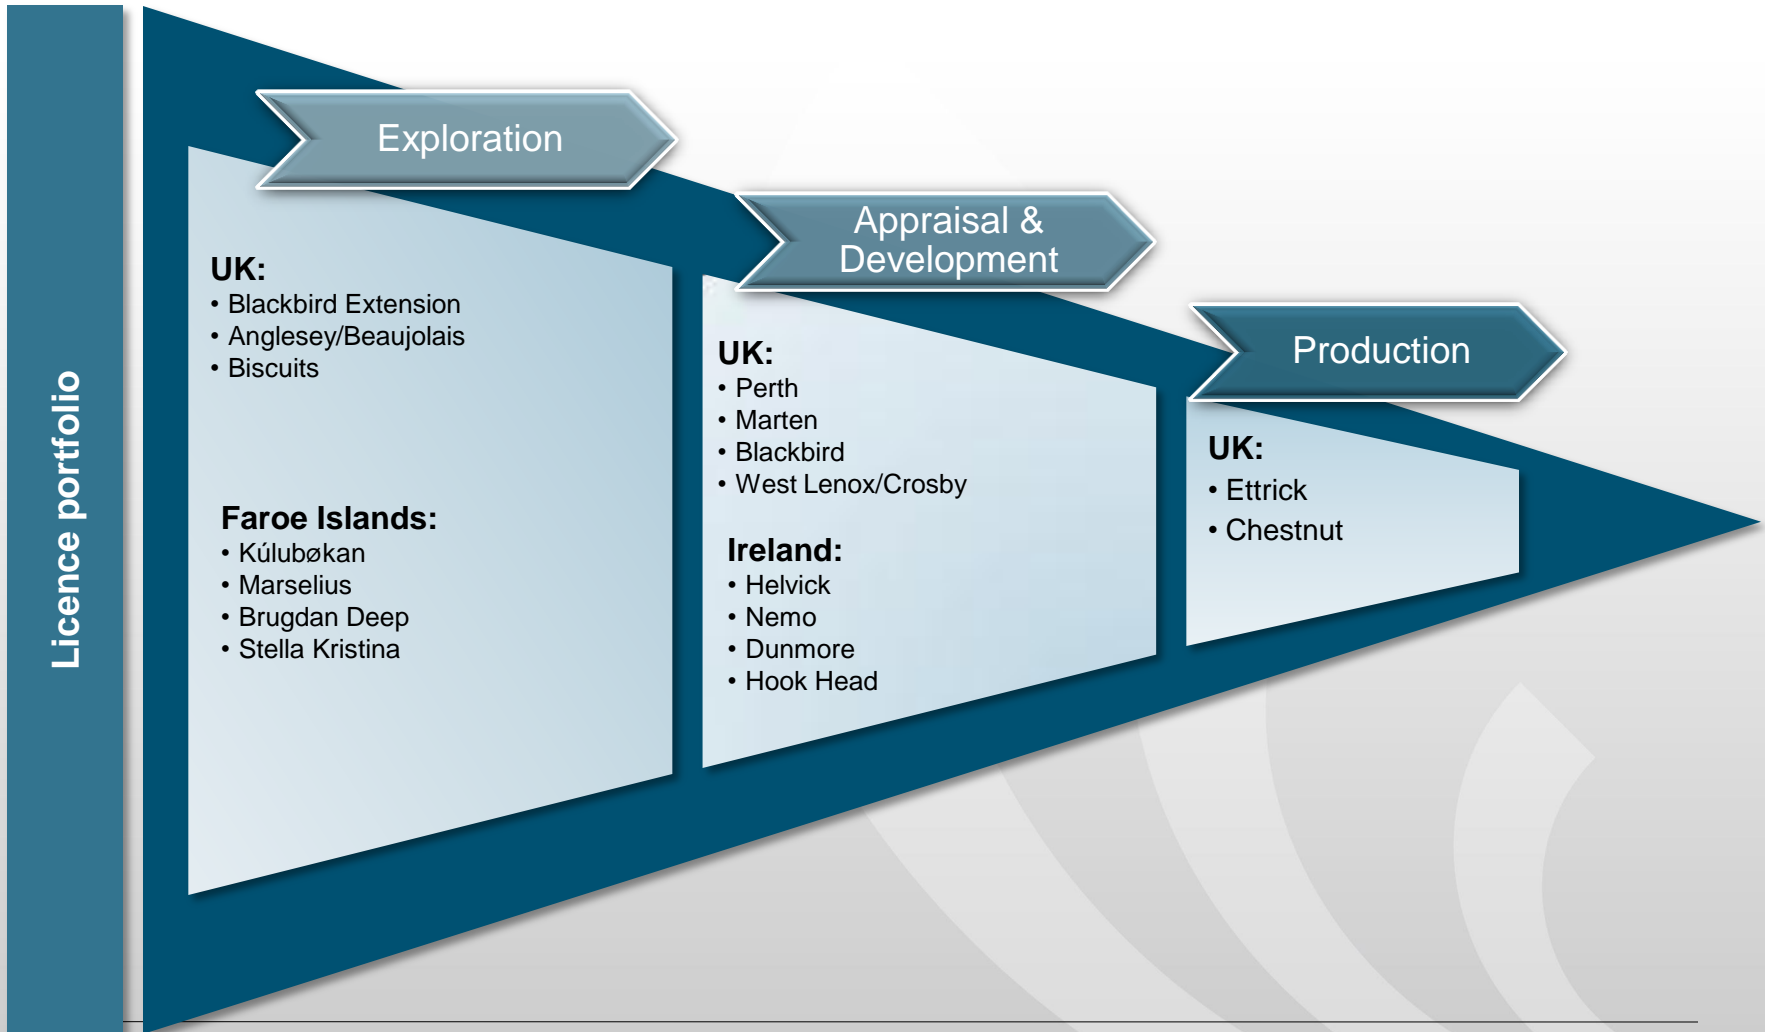 Licence portfolio
Exploration
UK:
• Blackbird Extension
• Anglesey/Beaujolais
• Biscuits
Faroe Islands:
• Kúlubøkan
• Marselius
• Brugdan Deep
• Stella Kristina
Appraisal &
Development
UK:
• Perth
• Marten
• Blackbird
• West Lenox/Crosby
Ireland:
• Helvick
• Nemo
• Dunmore
• Hook Head
Production
UK:
• Ettrick
• Chestnut